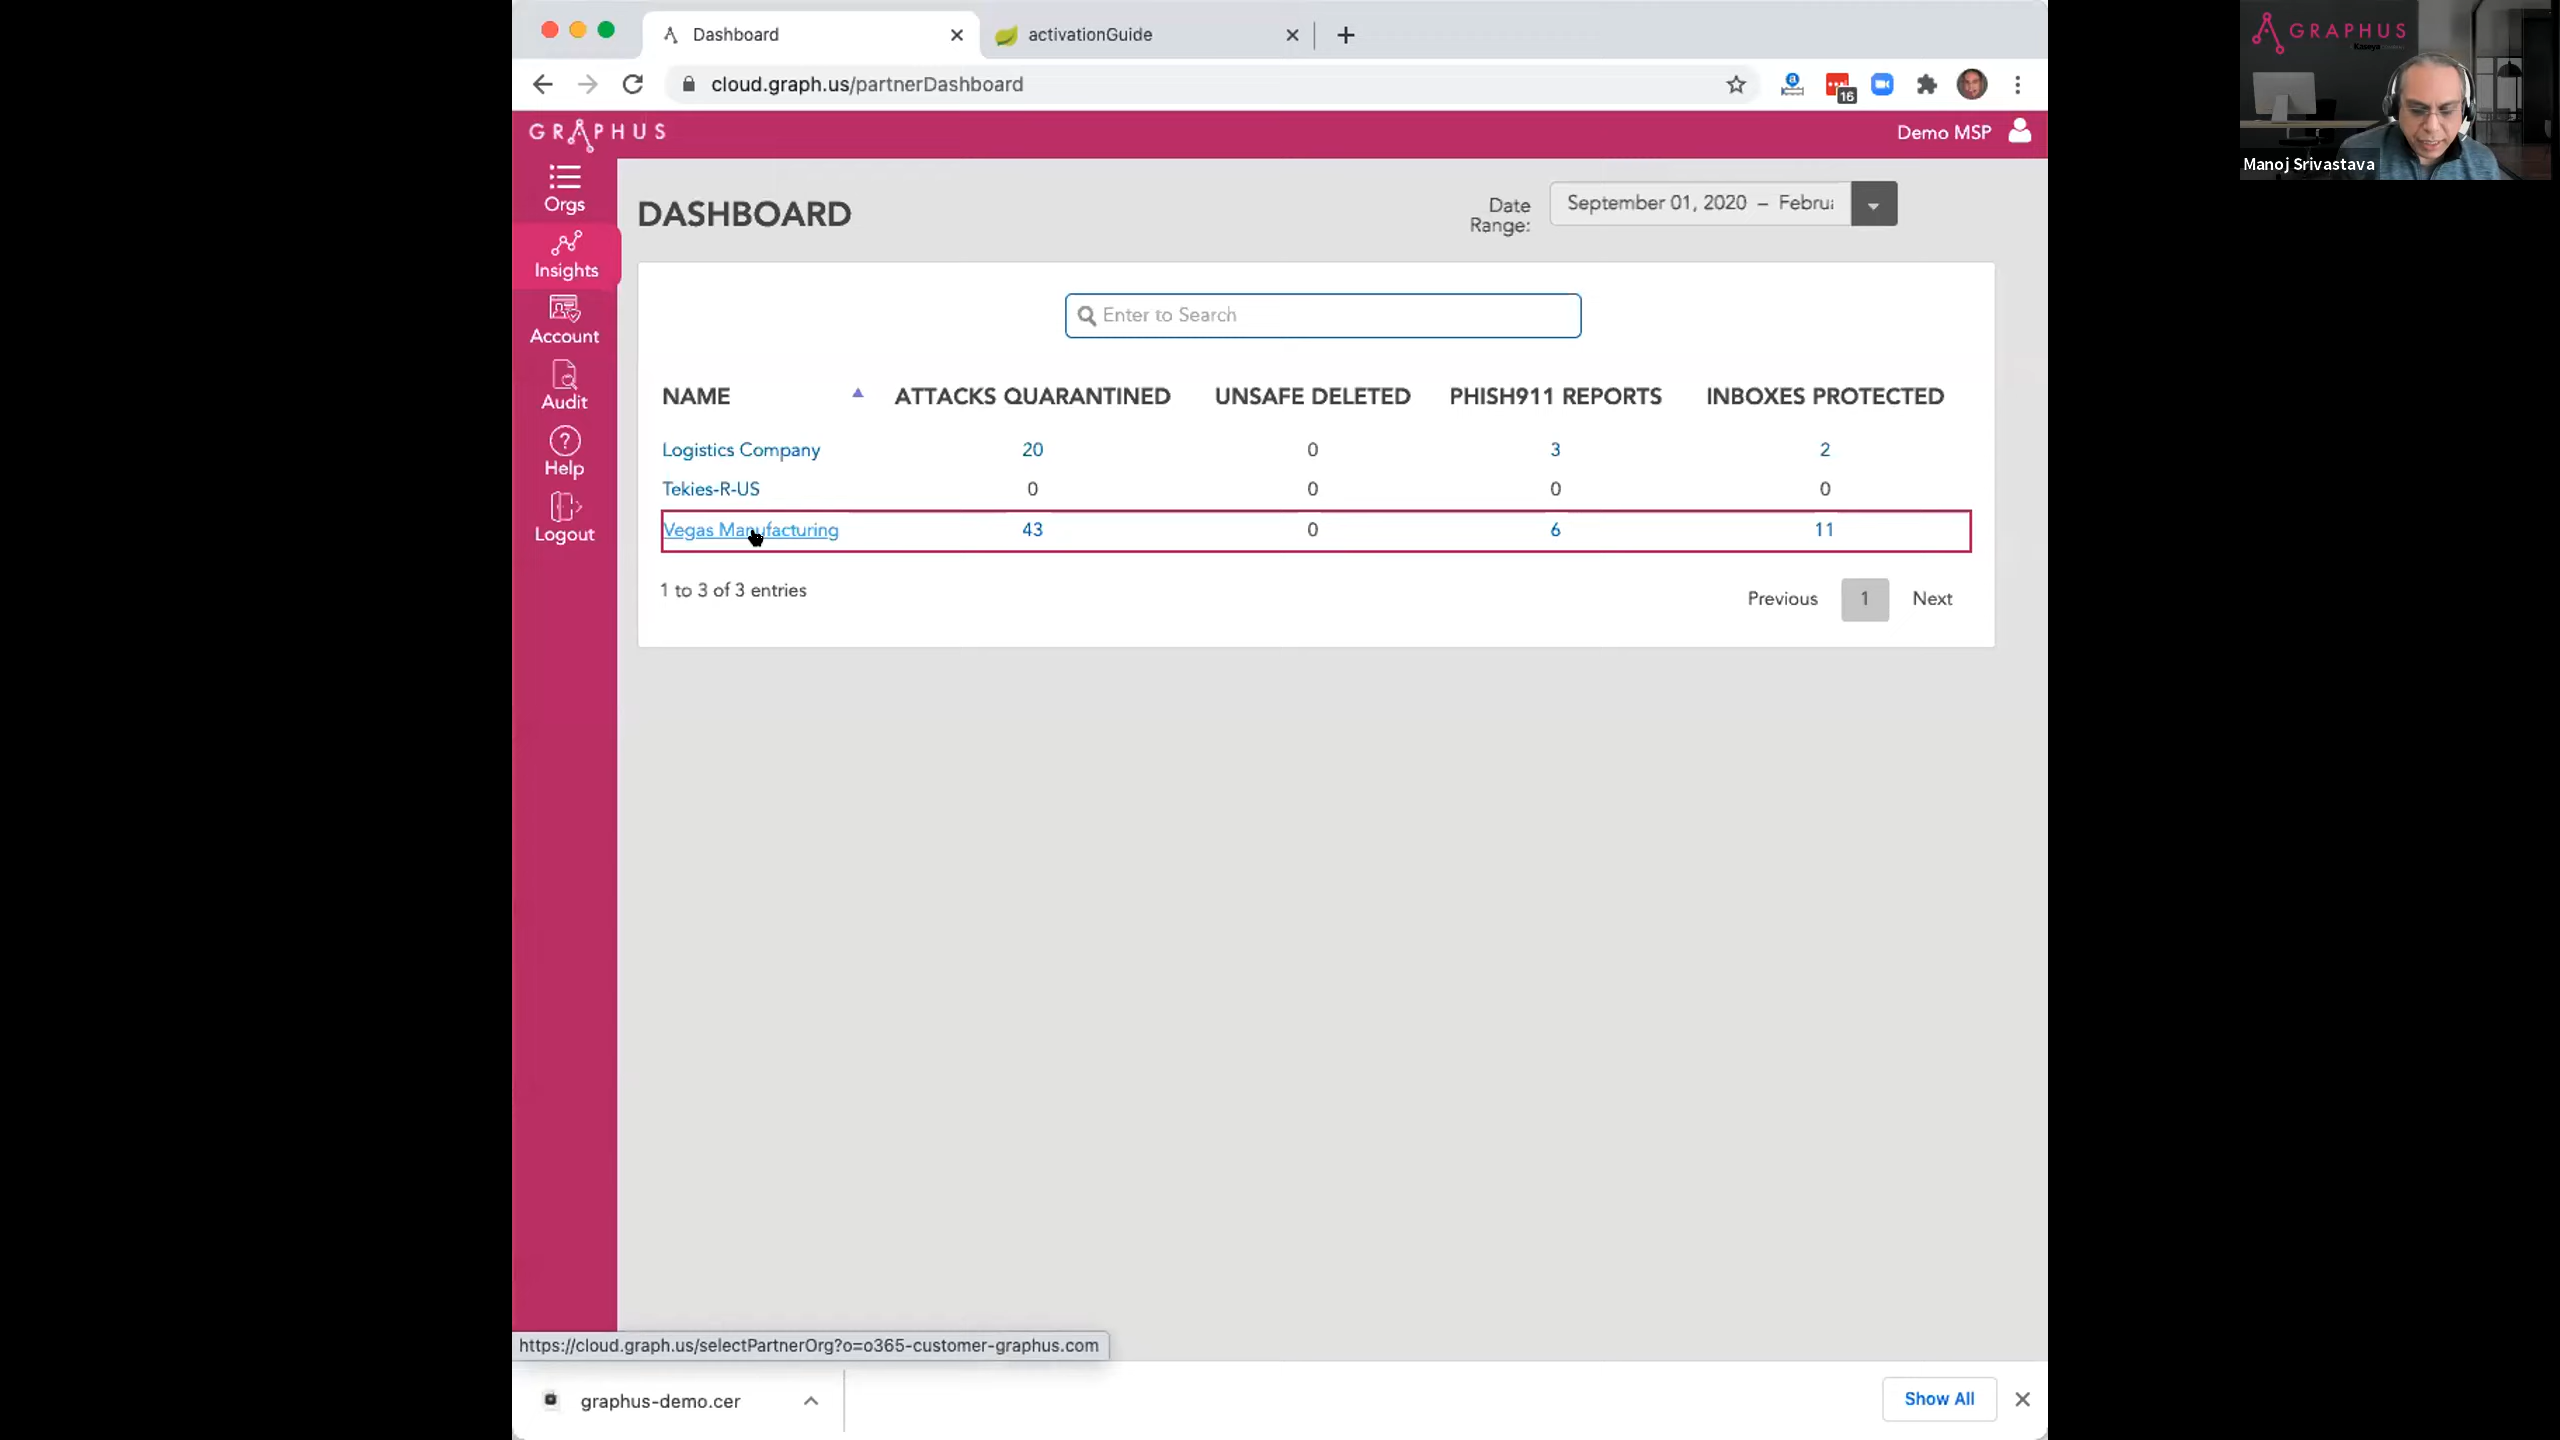 Dashboard
activationGuide
cloud.graph.us/partnerDashboard
16
GRAPHUS
Demo MSP
Orgs
Insights
Account
Audit
Help
Logout
DASHBOARD
Date
Range:
September 01, 2020 – Februa
Enter to Search
NAME ATTACKS QUARANTINED UNSAFE DELETED PHISH911 REPORTS INBOXES PROTECTED
Logistics Company 20 0 3 2
Tekies-R-US 0 0 0 0
Vegas Manufacturing 43 0 6 11
1 to 3 of 3 entries
Previous 1 Next
https://cloud.graph.us/selectPartnerOrg?o=o365-customer-graphus.com
graphus-demo.cer
Show All
GRAPHUS
Manoj Srivastava